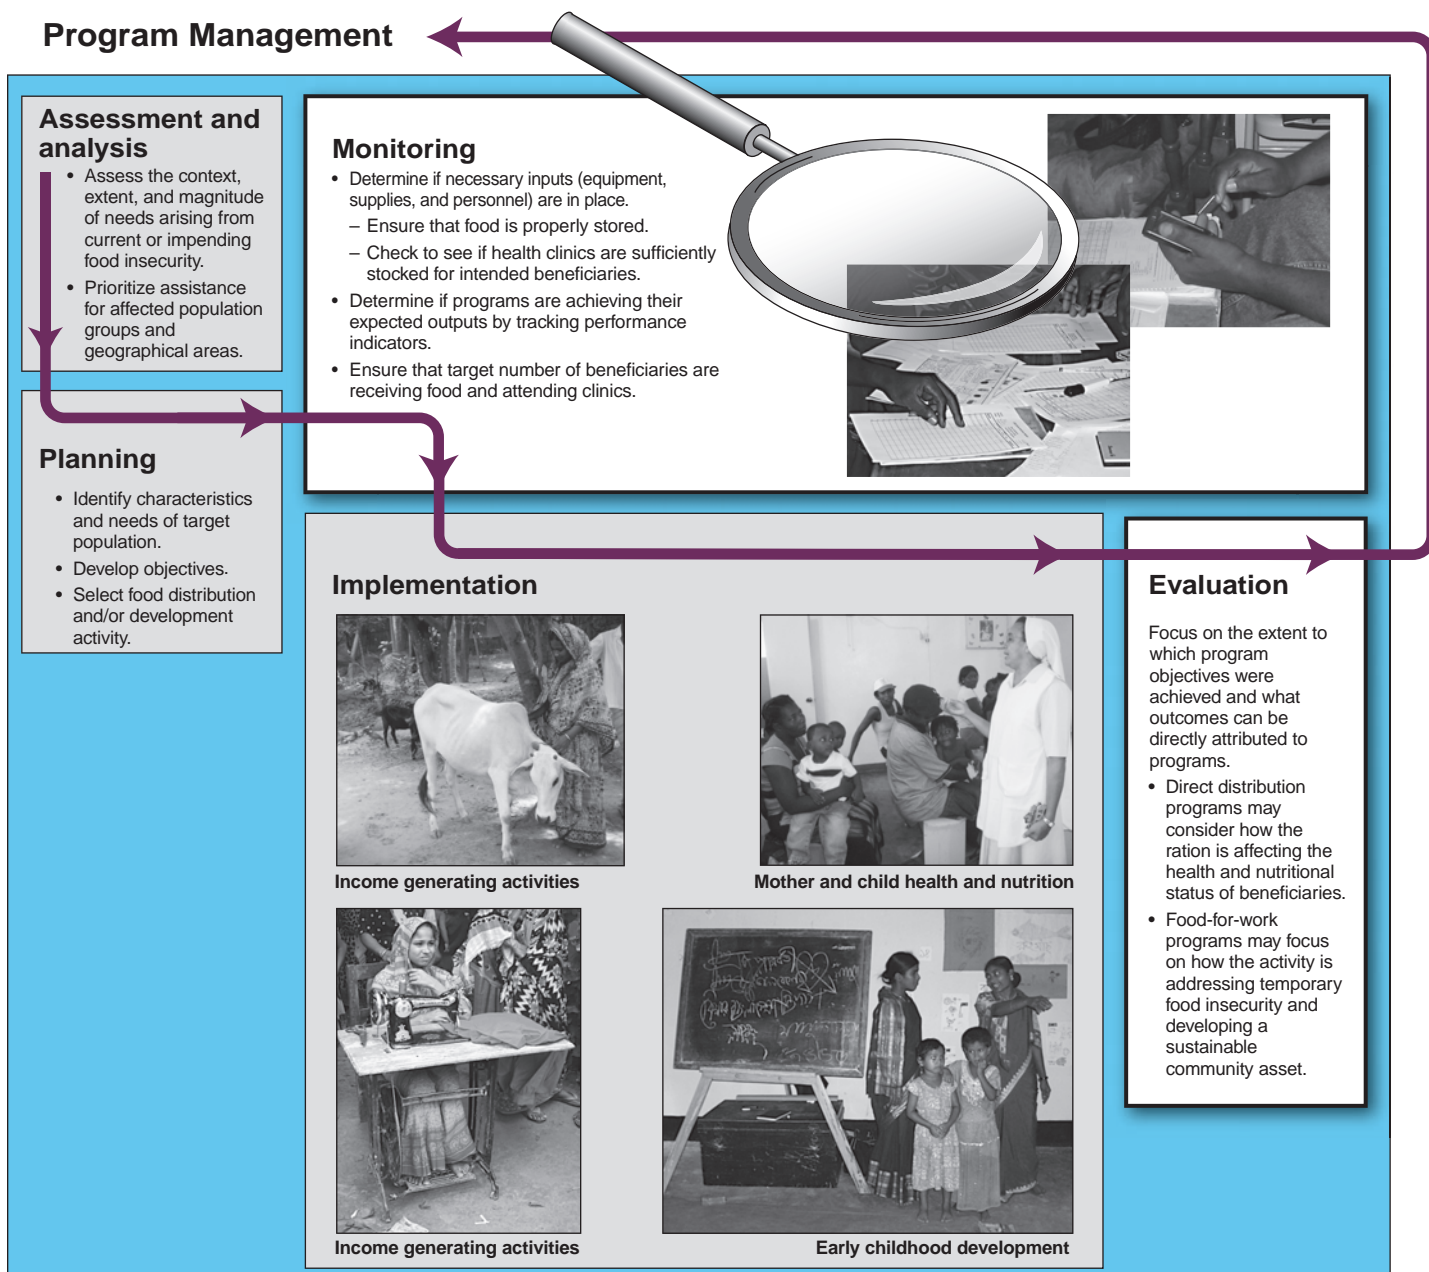 Program Management
Assessment and
analysis
• Assess the context,
extent, and magnitude
of needs arising from
current or impending
food insecurity.
• Prioritize assistance
for affected population
groups and
geographical areas.
Planning
• Identify characteristics
and needs of target
population.
• Develop objectives.
• Select food distribution
and/or development
activity.
Monitoring
• Determine if necessary inputs (equipment,
supplies, and personnel) are in place.
– Ensure that food is properly stored.
– Check to see if health clinics are sufficiently
stocked for intended beneficiaries.
• Determine if programs are achieving their
expected outputs by tracking performance
indicators.
• Ensure that target number of beneficiaries are
receiving food and attending clinics.
Implementation
Income generating activities
Mother and child health and nutrition
Income generating activities
Early childhood development
Evaluation
Focus on the extent to
which program
objectives were
achieved and what
outcomes can be
directly attributed to
programs.
• Direct distribution
programs may
consider how the
ration is affecting the
health and nutritional
status of beneficiaries.
• Food-for-work
programs may focus
on how the activity is
addressing temporary
food insecurity and
developing a
sustainable
community asset.